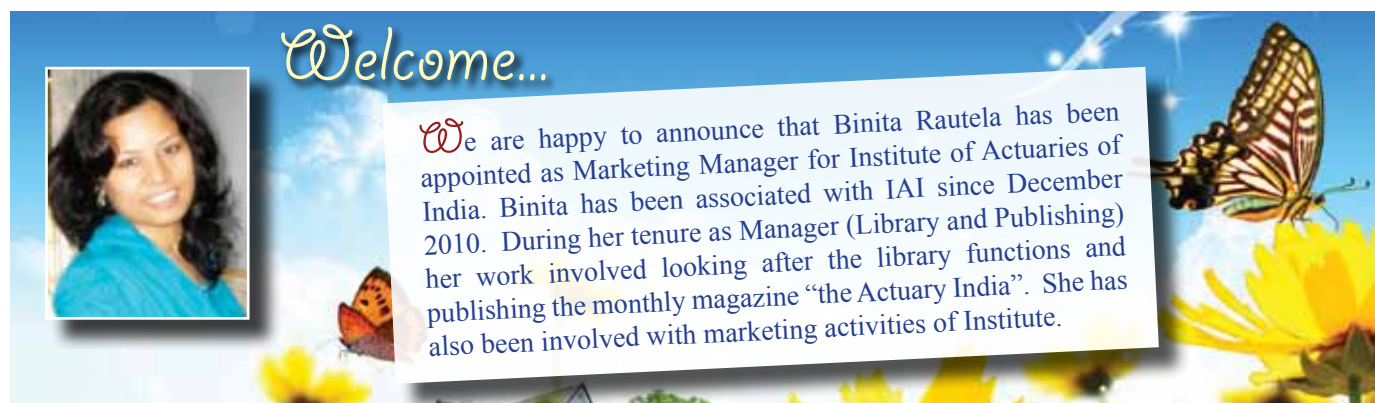 Welcome...
We are happy to announce that Binita Rautela has been
appointed as Marketing Manager for Institute of Actuaries of
India. Binita has been associated with IAI since December
2010. During her tenure as Manager (Library and Publishing)
her work involved looking after the library functions and
publishing the monthly magazine “the Actuary India”. She has
also been involved with marketing activities of Institute.